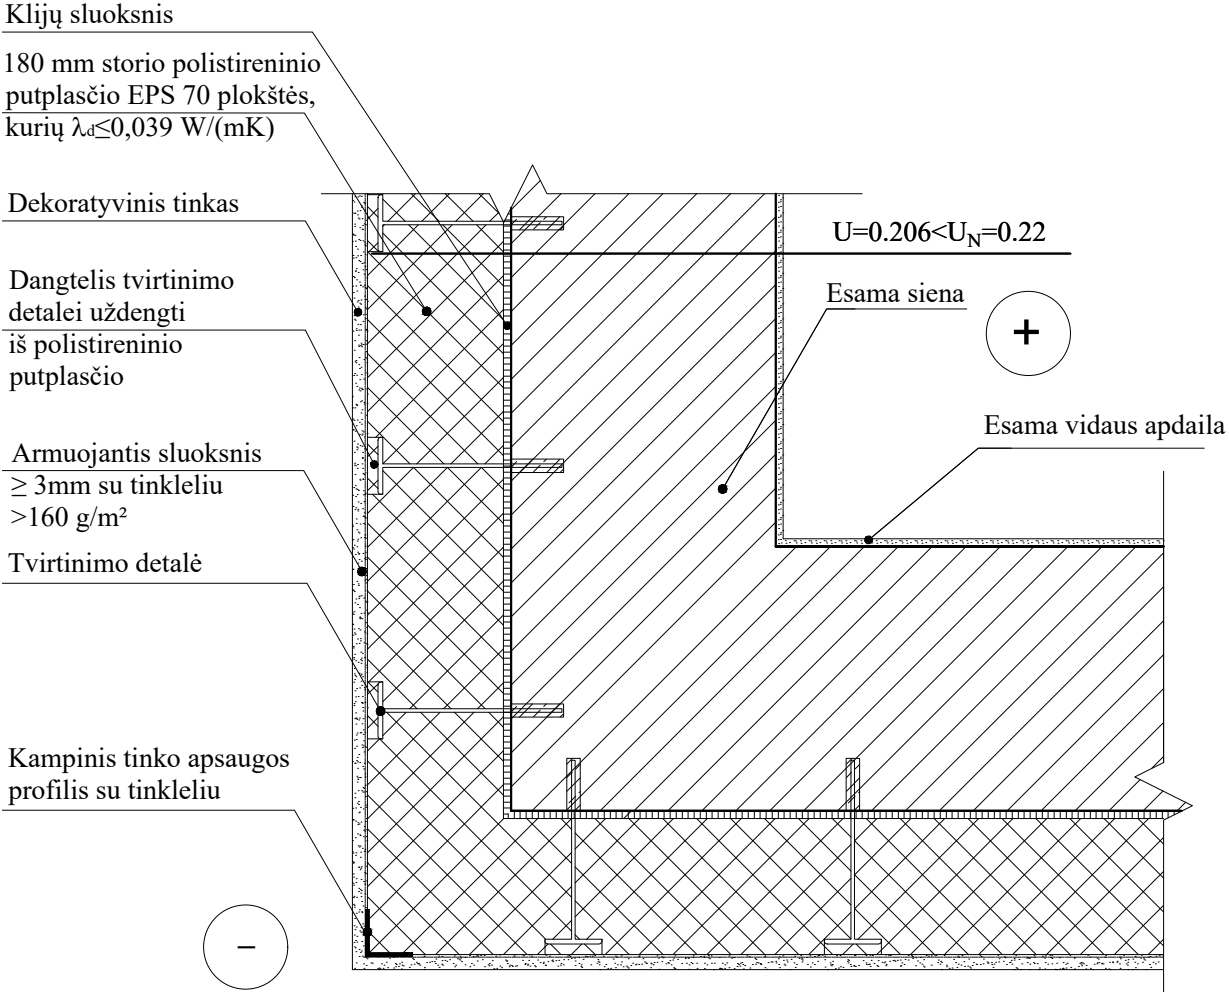 Klijų sluoksnis
180 mm storio polistireninio
putplasčio EPS 70 plokštės,
kurių λd≤0,039 W/(mK)
Dekoratyvinis tinkas
Dangtelis tvirtinimo
detalei uždengti
iš polistireninio
putplasčio
Armuojantis sluoksnis
≥ 3mm su tinkleliu
>160 g/m²
Tvirtinimo detalė
Kampinis tinko apsaugos
profilis su tinkleliu
U=0.206<UN=0.22
Esama siena
+
Esama vidaus apdaila
−